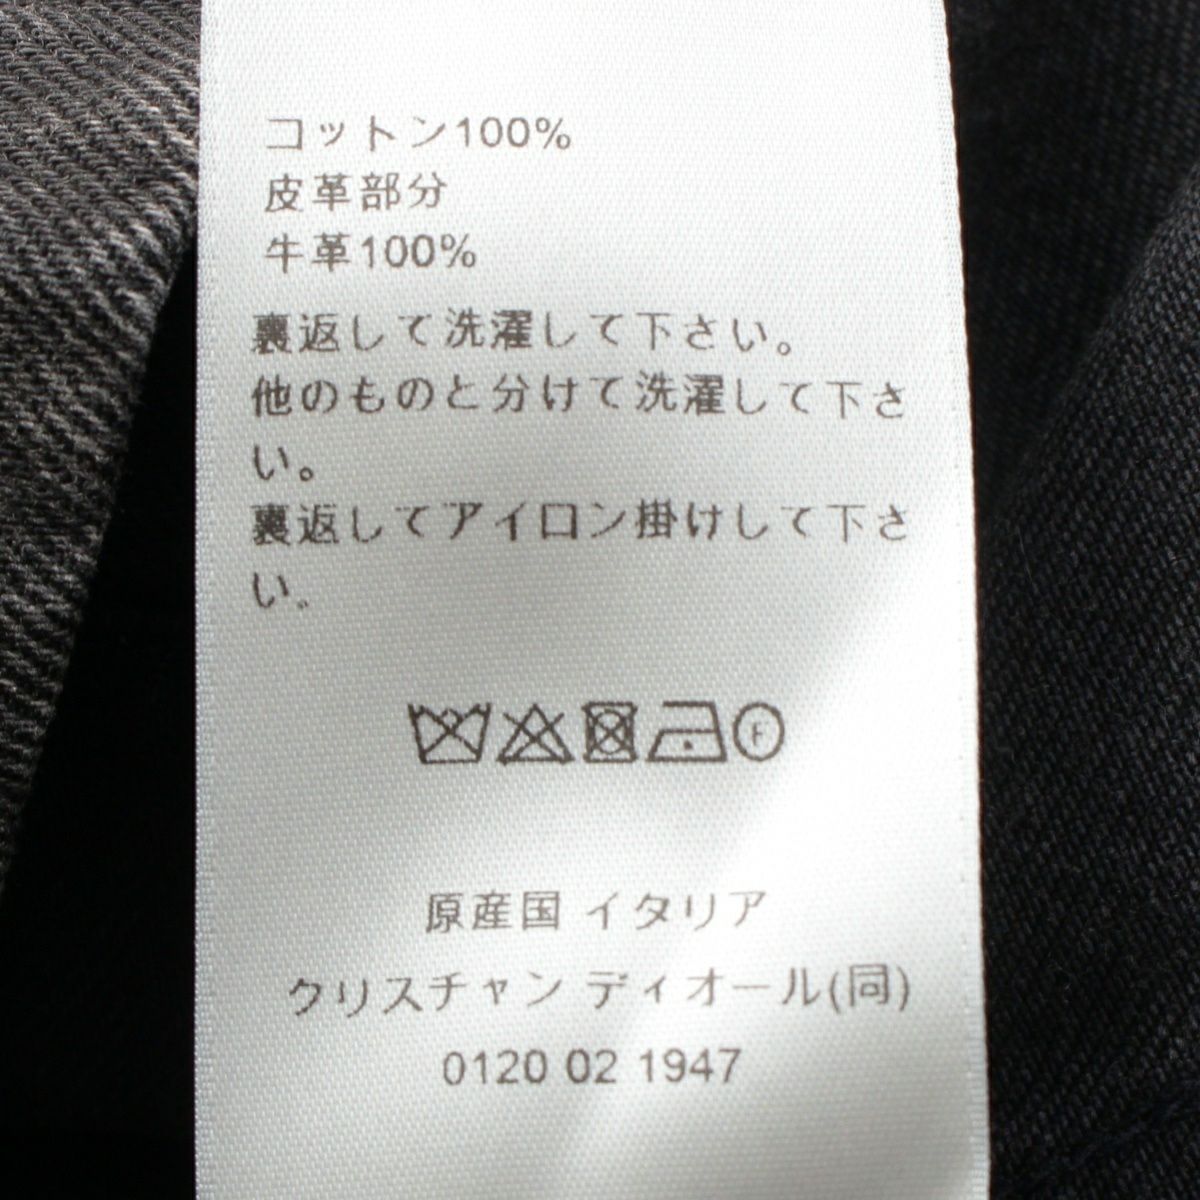 コットン100%
皮革部分
牛革100%
裏返して洗濯して下さい。
他のものと分けて洗濯して下さ
い。
裏返してアイロン掛けして下さ
い。
F
原産国 イタリア
クリスチャン ディオール(同)
0120 02 1947